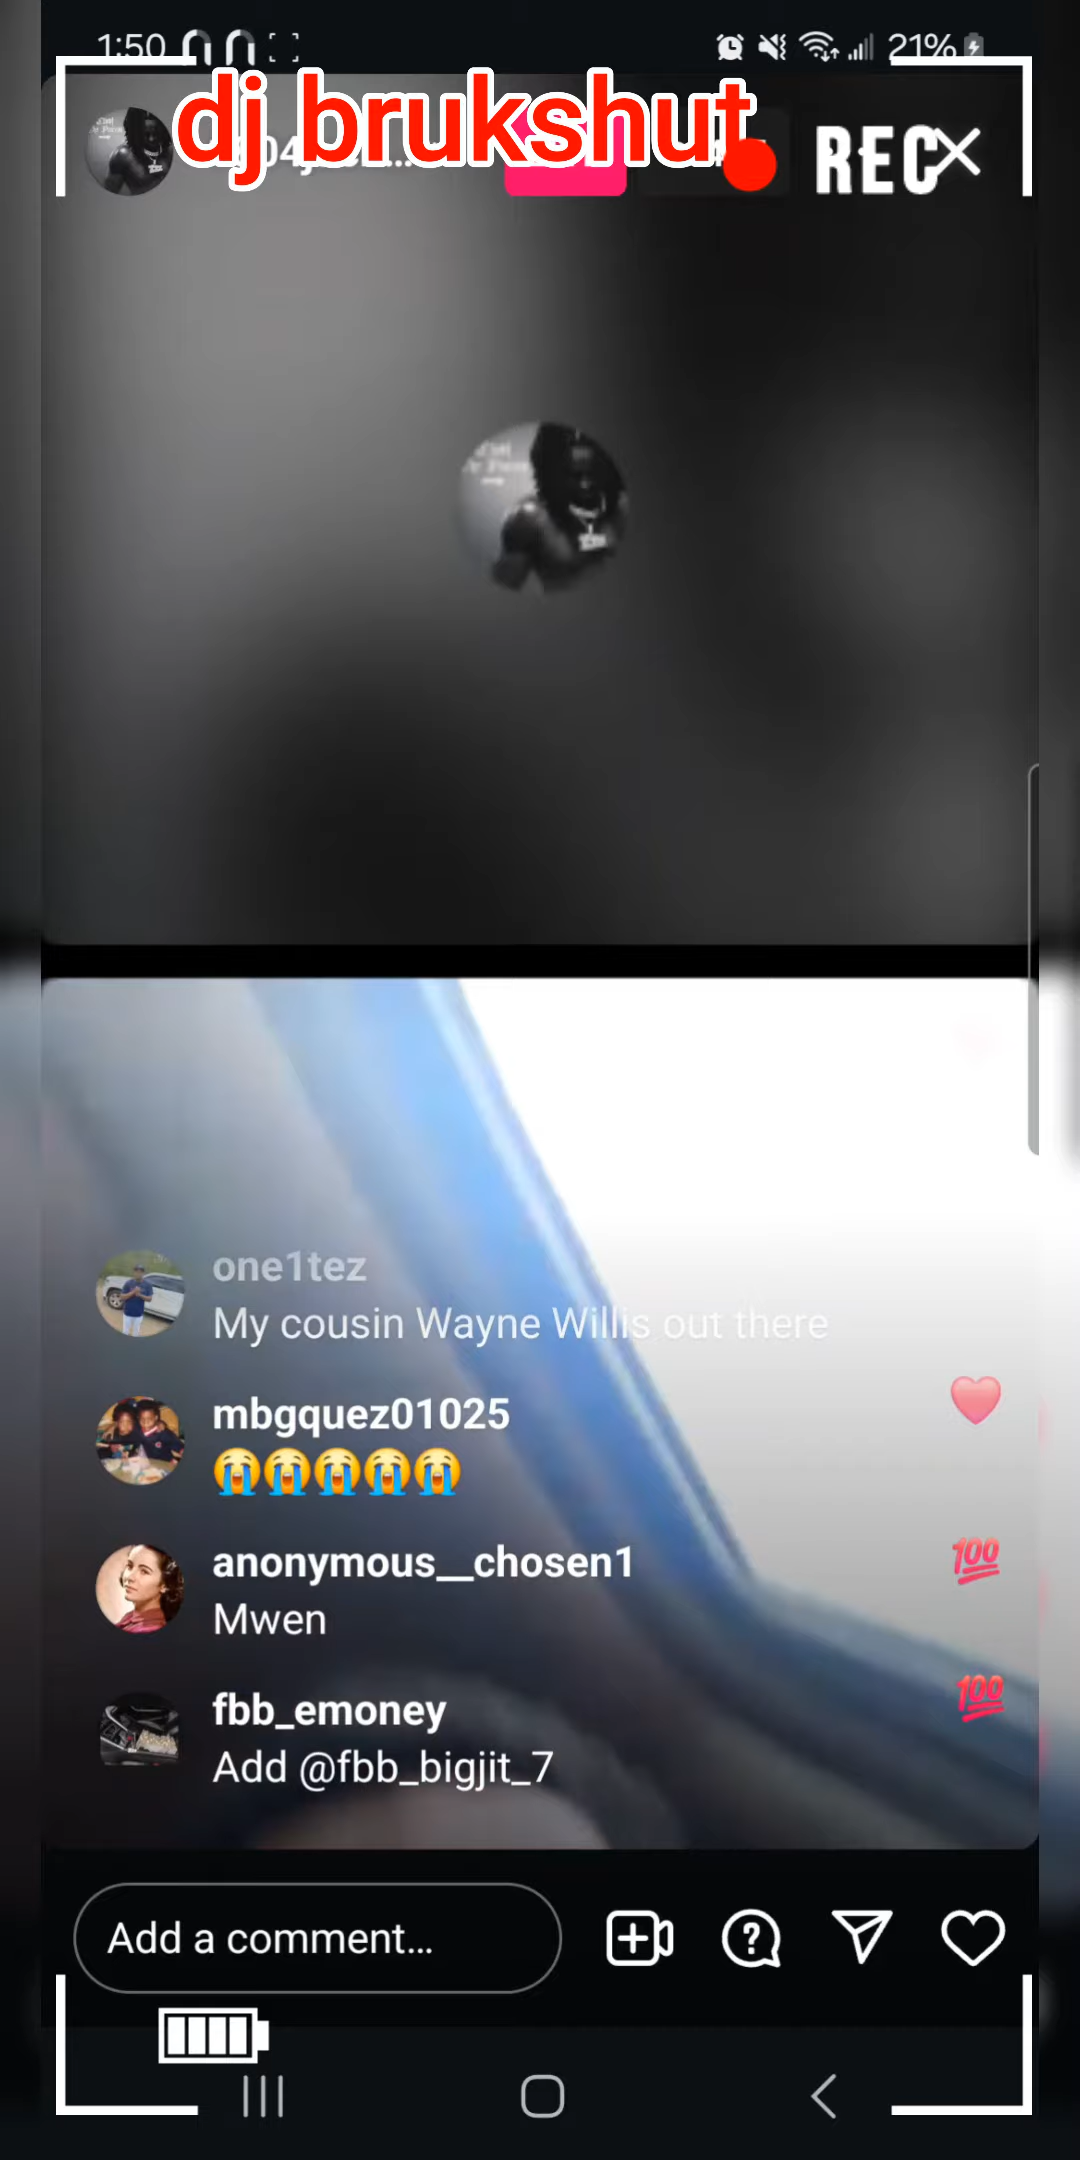 1:50
21%
dj brukshut
REC
one1tez
My cousin Wayne Willis out there
mbgquez01025
😭😭😭😭😭
anonymous__chosen1
Mwen
💯
fbb_emoney
💯
Add @fbb_bigjit_7
Add a comment...